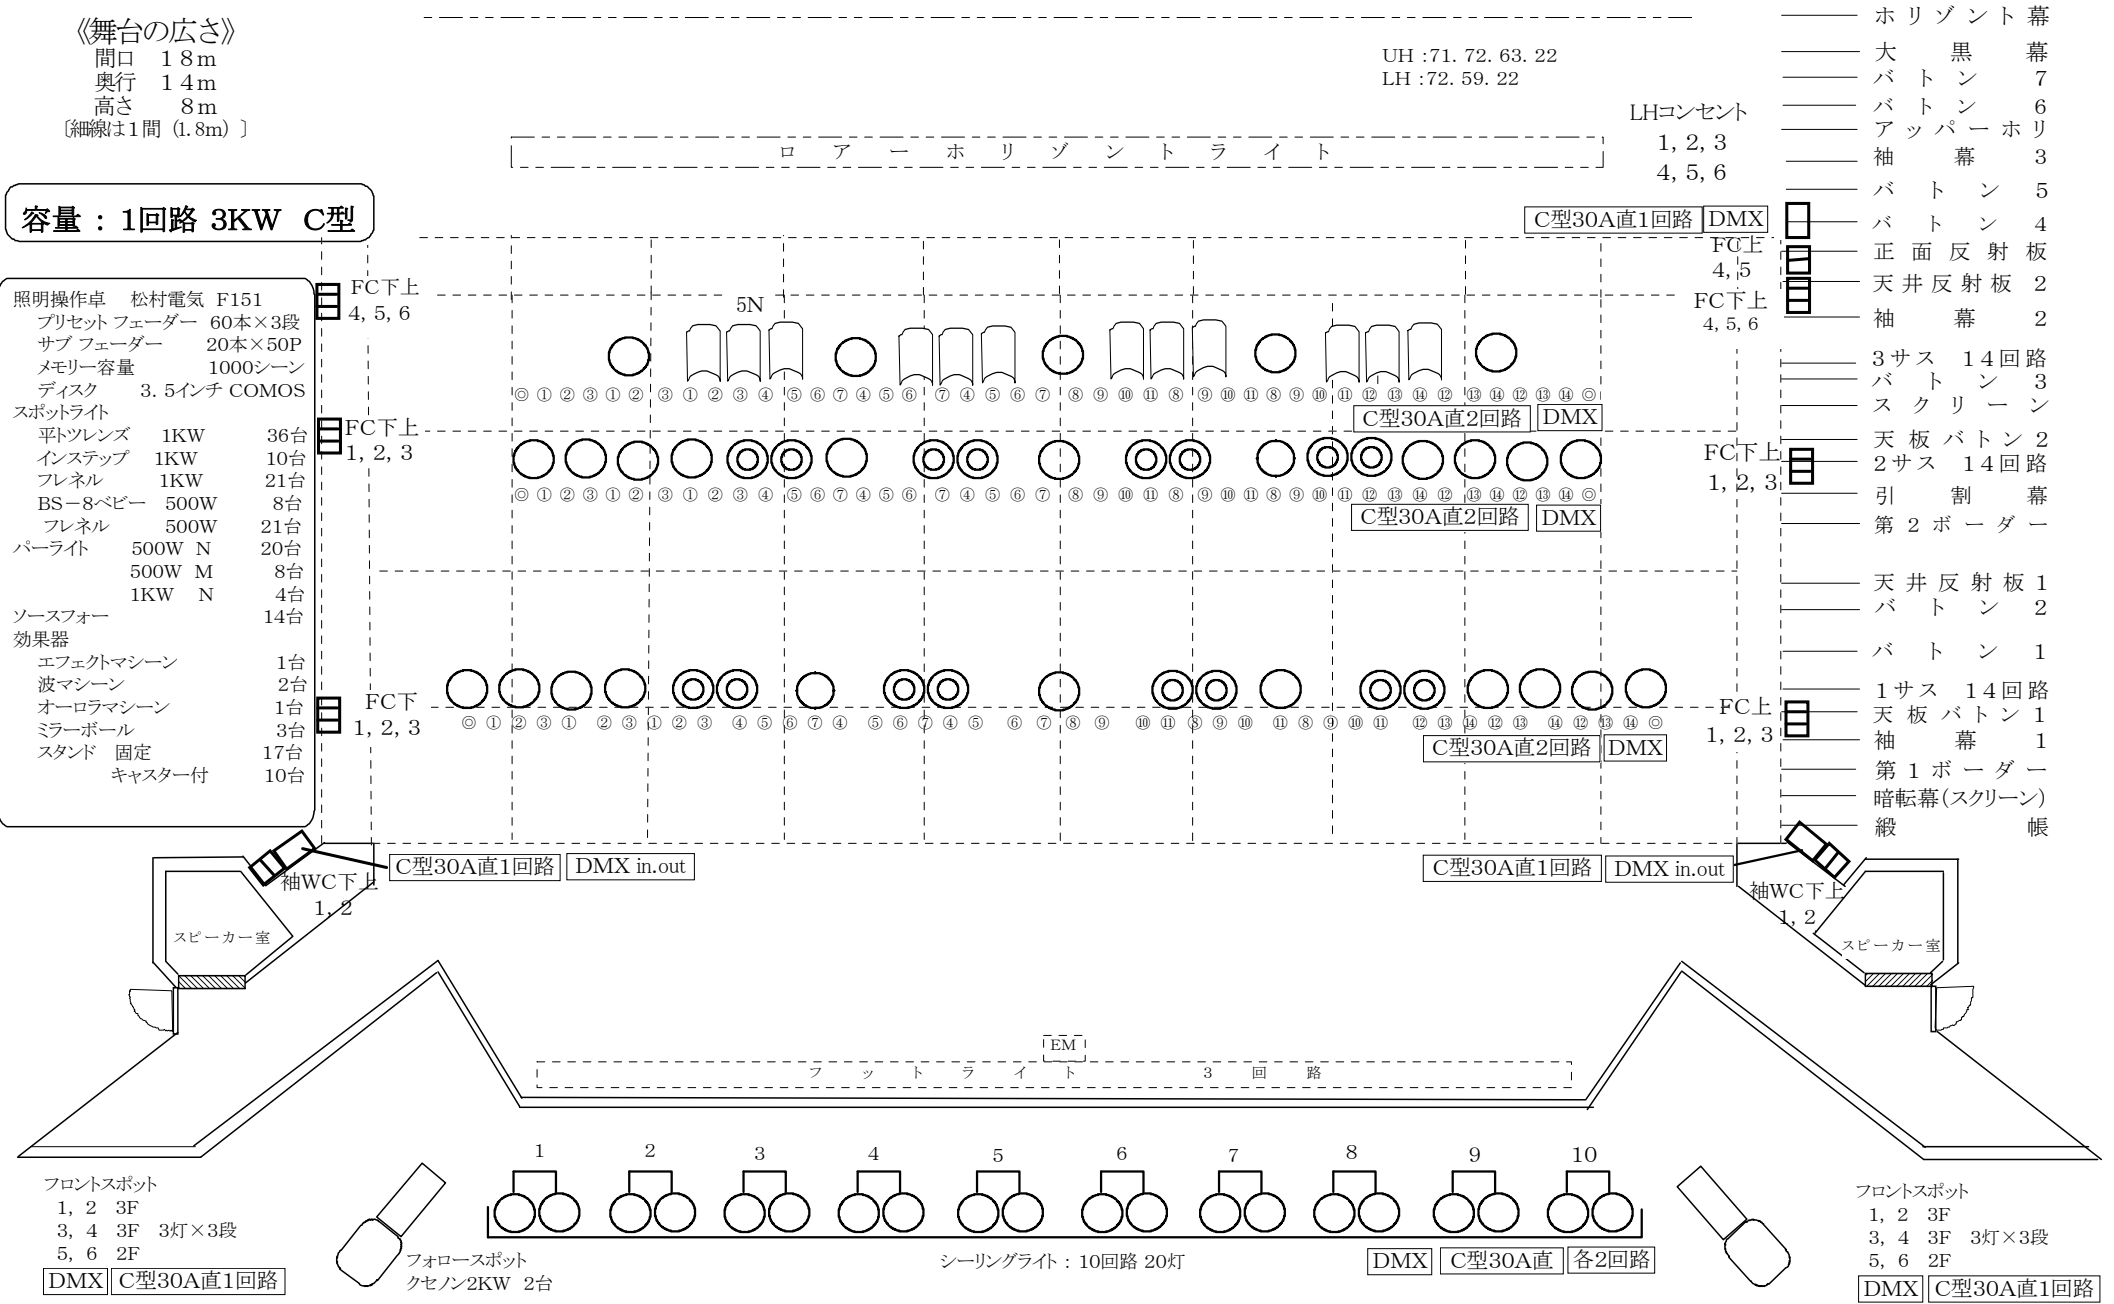 《舞台の広さ》
間口　１８ｍ
奥行　１４ｍ
高さ　　８ｍ
〔細線は１間（1.8m）〕
容量：1回路 3KW　C型
照明操作卓　松村電気 F151
プリセット フェーダー　60本×3段
サブ フェーダー　20本×50P
メモリー容量　1000シーン
ディスク　3. 5インチ COMOS
スポットライト
平トツレンズ　1KW　36台
インステップ　1KW　10台
フレネル　1KW　21台
BS－8ベビー　500W　8台
フレネル　500W　21台
パーライト　500W　N　20台
500W　M　8台
1KW　N　4台
ソースフォー　14台
効果器
エフェクトマシーン　1台
波マシーン　2台
オーロラマシーン　1台
ミラーボール　3台
スタンド　固定　17台
キャスター付　10台
UH :71. 72. 63. 22
LH :72. 59. 22
LHコンセント
1, 2, 3
4, 5, 6
ロアーホリゾントライト
C型30A直1回路　DMX
FC上
4, 5
FC下上
4, 5, 6
FC下上
4, 5, 6
5N
◎①②③①②③①②③④⑤⑥⑦④⑤⑥⑦④⑤⑥⑦⑧⑨⑩⑪⑧⑨⑩⑪⑧⑨⑩⑪⑫⑬⑭⑫⑬⑭⑫⑬⑭◎
C型30A直2回路　DMX
FC下上
1, 2, 3
FC下上
1, 2, 3
◎①②③①②③①②③④⑤⑥⑦④⑤⑥⑦④⑤⑥⑦⑧⑨⑩⑪⑧⑨⑩⑪⑧⑨⑩⑪⑫⑬⑭⑫⑬⑭⑫⑬⑭◎
C型30A直2回路　DMX
FC下
1, 2, 3
FC上
1, 2, 3
◎①②③①②③①②③④⑤⑥⑦④⑤⑥⑦④⑤⑥⑦⑧⑨⑩⑪⑧⑨⑩⑪⑧⑨⑩⑪⑫⑬⑭⑫⑬⑭⑫⑬⑭◎
C型30A直2回路　DMX
ホリゾント幕
大黒幕
バトン7
バトン6
アッパーホリ
袖幕3
バトン5
バトン4
正面反射板
天井反射板2
袖幕2
3サス 14回路
バトン3
スクリーン
天板バトン2
2サス 14回路
引割幕
第2ボーダー
天井反射板1
バトン2
バトン1
1サス 14回路
天板バトン1
袖幕1
第1ボーダー
暗転幕(スクリーン)
緞帳
C型30A直1回路　DMX in.out
C型30A直1回路　DMX in.out
袖WC下上
1, 2
袖WC下上
1, 2
スピーカー室
スピーカー室
EM
フットライト　3回路
1 2 3 4 5 6 7 8 9 10
フロントスポット
1, 2　3F
3, 4　3F　3灯×3段
5, 6　2F
DMX　C型30A直1回路
フォロースポット
クセノン2KW　2台
シーリングライト : 10回路 20灯
DMX　C型30A直　各2回路
フロントスポット
1, 2　3F
3, 4　3F　3灯×3段
5, 6　2F
DMX　C型30A直1回路